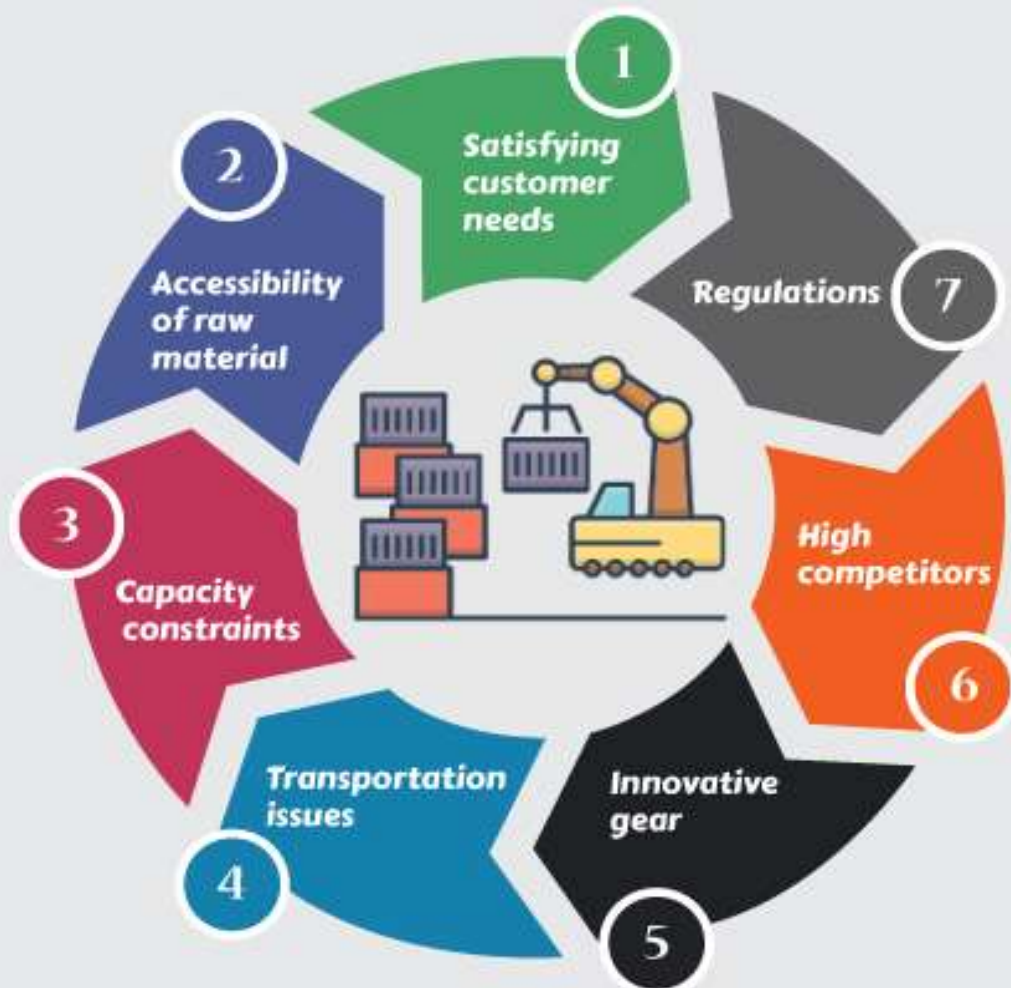 1
Satisfying
customer
needs
2
Accessibility
of raw
material
3
Capacity
constraints
4
Transportation
issues
5
Innovative
gear
6
High
competitors
7
Regulations